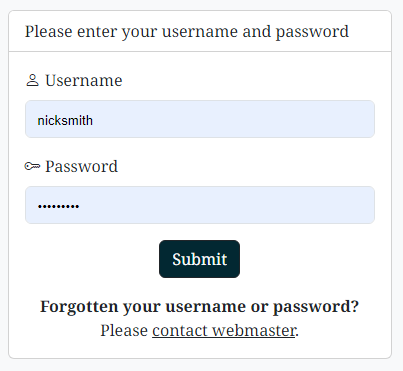 Please enter your username and password
Username
nicksmith
Password
•••••••••
Submit
Forgotten your username or password?
Please contact webmaster.